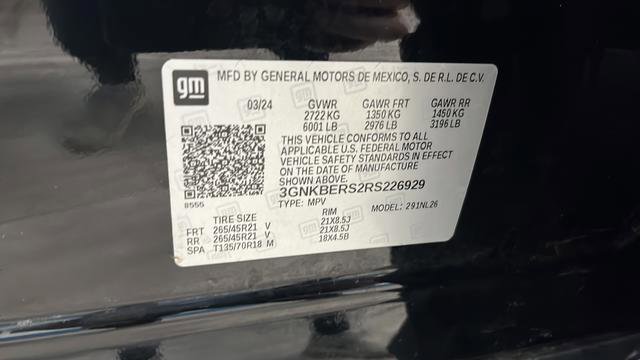 gm MFD BY GENERAL MOTORS DE MEXICO, S. DE R.L. DE C.V.
03/24 GVWR GAWR FRT GAWR RR
2722 KG 1350 KG 1450 KG
6001 LB 2976 LB 3196 LB
THIS VEHICLE CONFORMS TO ALL
APPLICABLE U.S. FEDERAL MOTOR
VEHICLE SAFETY STANDARDS IN EFFECT
ON THE DATE OF MANUFACTURE
SHOWN ABOVE.
3GNKBERS2RS226929
8556 TYPE: MPV MODEL: 291NL26
TIRE SIZE RIM
FRT 265/45R21 V 21X8.5J
RR 265/45R21 V 21X8.5J
SPA T135/70R18 M 18X4.5B